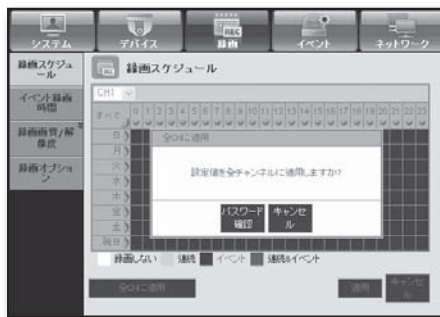 システム
デバイス
REC
録画
イベント
ネットワーク
録画スケジュ
ール
イベント録画
時間
録画画質/解
像度
録画オプショ
ン
録画スケジュール
CH1
すべて
0 1 2 3 4 5 6 7 8 9 10 11 12 13 14 15 16 17 18 19 20 21 22 23
日
月
火
水
木
金
土
祝日
全CHに適用
設定値を全チャンネルに適用しますか?
パスワード
確認
キャンセ
ル
録画しない
連続
イベント
連続&イベント
全CHに適用
適用
キャンセ
ル